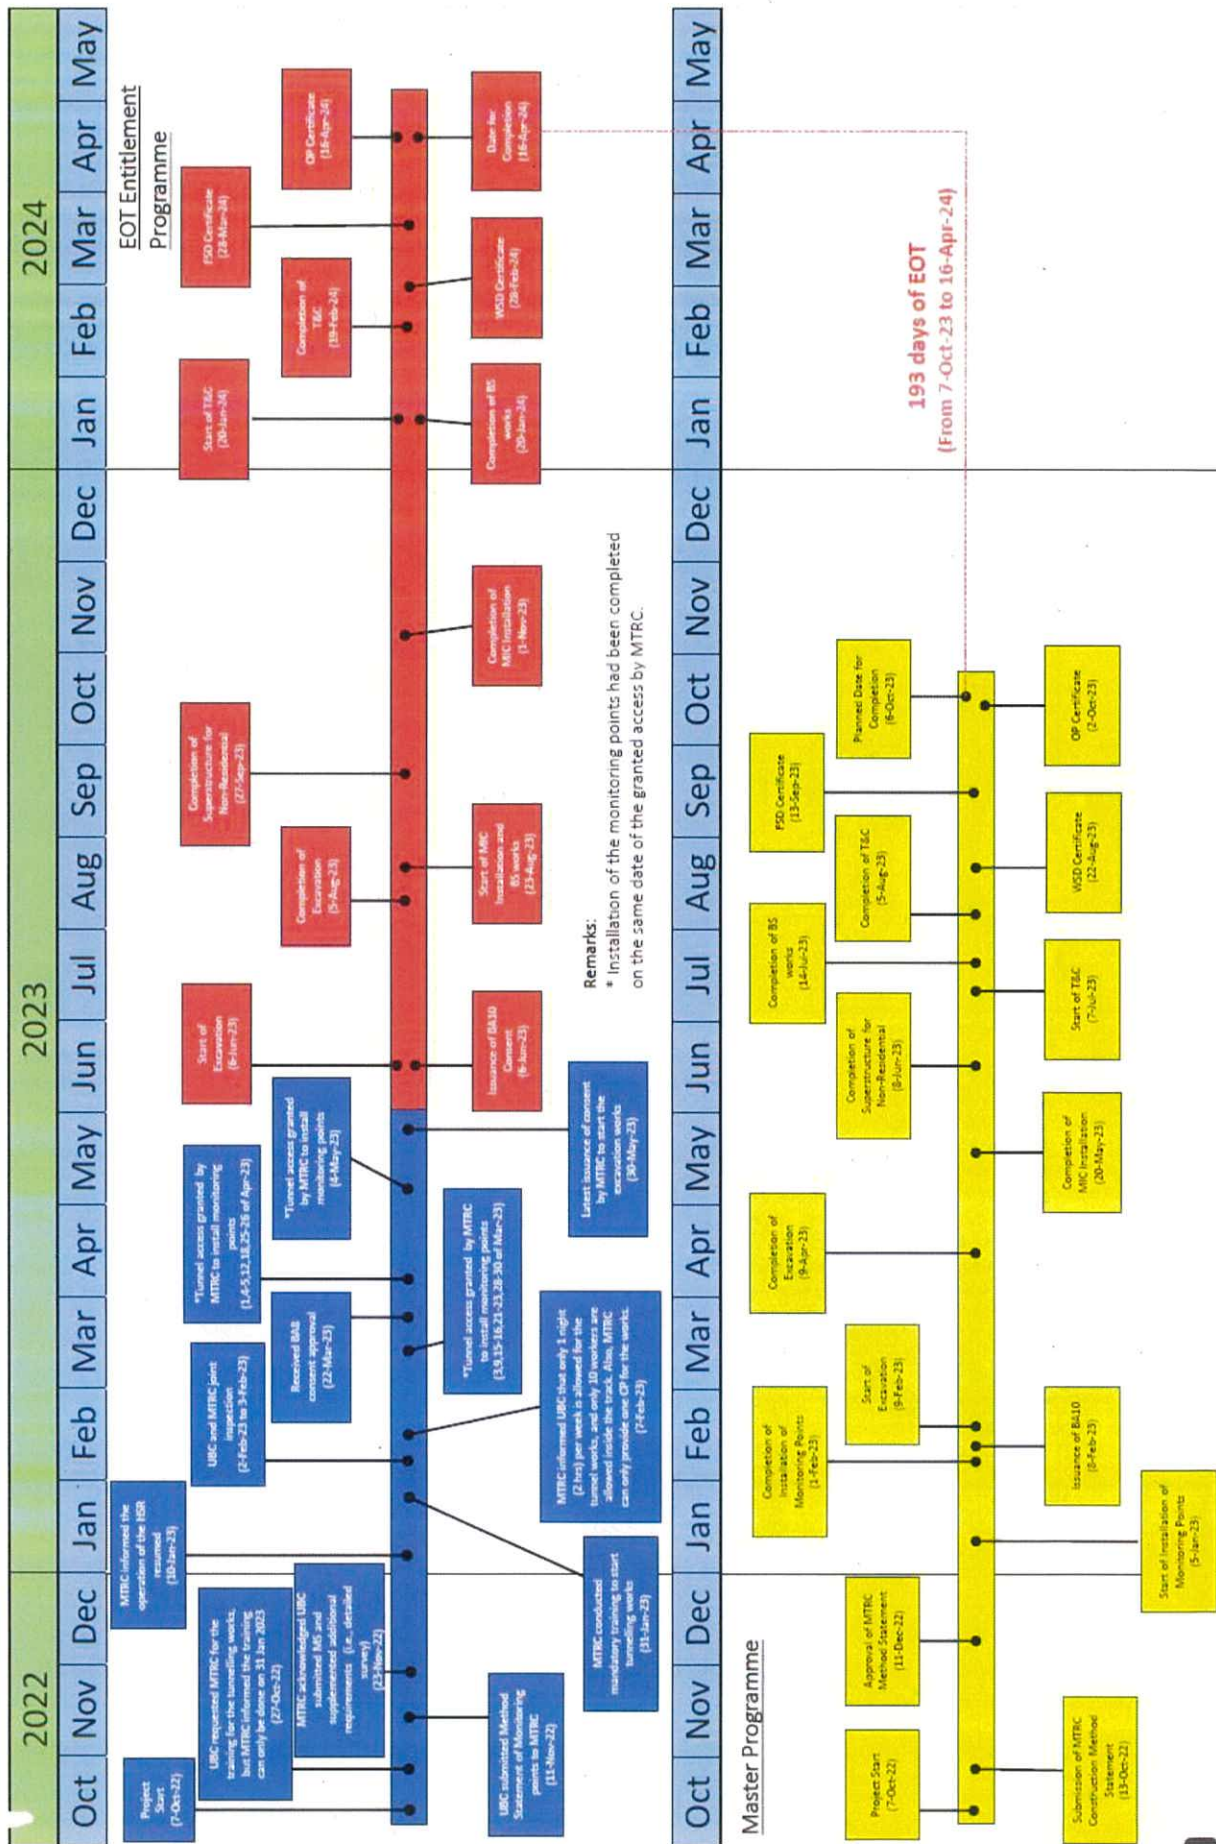 2022
2023
2024
Oct
Nov
Dec
Jan
Feb
Mar
Apr
May
Jun
Jul
Aug
Sep
Oct
Nov
Dec
Jan
Feb
Mar
Apr
May
EOT Entitlement
Programme
Project
Start
(7-Oct-22)
UBC requested MTRC for the
training for the tunnelling works,
but MTRC informed the training
can only be done on 31 Jan 2023
(27-Oct-22)
MTRC acknowledged UBC
submitted MS and
supplemented additional
requirements (i.e., detailed
survey)
(23-Nov-22)
UBC submitted Method
Statement of Monitoring
points to MTRC
(11-Nov-22)
MTRC informed the
operation of the HSR
resumed
(10-Jan-23)
MTRC conducted
mandatory training to start
tunnelling works
(31-Jan-23)
UBC and MTRC joint
inspection
(2-Feb-23 to 3-Feb-23)
MTRC informed UBC that only 1 night
(2 hrs) per week is allowed for the
tunnel works, and only 10 workers are
allowed inside the track. Also, MTRC
can only provide one CP for the works.
(7-Feb-23)
Received BA8
consent approval
(22-Mar-23)
*Tunnel access granted by MTRC
to install monitoring points
(3,9,15-16,21-23,28-30 of Mar-23)
*Tunnel access granted by
MTRC to install monitoring
points
(1,4-5,12,18,25-26 of Apr-23)
*Tunnel access granted
by MTRC to install
monitoring points
(4-May-23)
Latest issuance of consent
by MTRC to start the
excavation works
(30-May-23)
Start of
Excavation
(6-Jun-23)
Issuance of BA10
Consent
(6-Jun-23)
Completion of
Excavation
(5-Aug-23)
Start of MIC
Installation and
BS works
(23-Aug-23)
Completion of
Superstructure for
Non-Residential
(27-Sep-23)
Completion of
MIC Installation
(1-Nov-23)
Start of T&C
(20-Jan-24)
Completion of BS
works
(20-Jan-24)
Completion of
T&C
(19-Feb-24)
WSD Certificate
(28-Feb-24)
FSD Certificate
(28-Mar-24)
OP Certificate
(16-Apr-24)
Date for
Completion
(16-Apr-24)
Remarks:
* Installation of the monitoring points had been completed
on the same date of the granted access by MTRC.
Oct
Nov
Dec
Jan
Feb
Mar
Apr
May
Jun
Jul
Aug
Sep
Oct
Nov
Dec
Jan
Feb
Mar
Apr
May
Master Programme
Project Start
(7-Oct-22)
Submission of MTRC
Construction Method
Statement
(13-Oct-22)
Approval of MTRC
Method Statement
(11-Dec-22)
Start of Installation of
Monitoring Points
(5-Jan-23)
Completion of
Installation of
Monitoring Points
(1-Feb-23)
Issuance of BA10
(8-Feb-23)
Start of
Excavation
(9-Feb-23)
Completion of
Excavation
(9-Apr-23)
Completion of
MIC Installation
(20-May-23)
Completion of
Superstructure for
Non-Residential
(8-Jun-23)
Start of T&C
(7-Jul-23)
Completion of BS
works
(14-Jul-23)
Completion of T&C
(5-Aug-23)
WSD Certificate
(22-Aug-23)
FSD Certificate
(13-Sep-23)
OP Certificate
(2-Oct-23)
Planned Date for
Completion
(6-Oct-23)
193 days of EOT
(From 7-Oct-23 to 16-Apr-24)